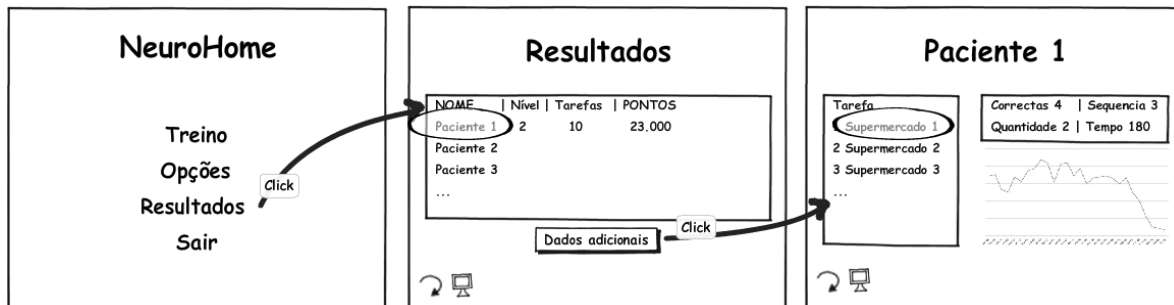 NeuroHome
Treino
Opções
Resultados
Sair
Click
Resultados
NOME | Nível | Tarefas | PONTOS
Paciente 1 2 10 23.000
Paciente 2
Paciente 3
...
Dados adicionais
Click
Paciente 1
Tarefa
1 Supermercado 1
2 Supermercado 2
3 Supermercado 3
...
Correctas 4 | Sequencia 3
Quantidade 2 | Tempo 180